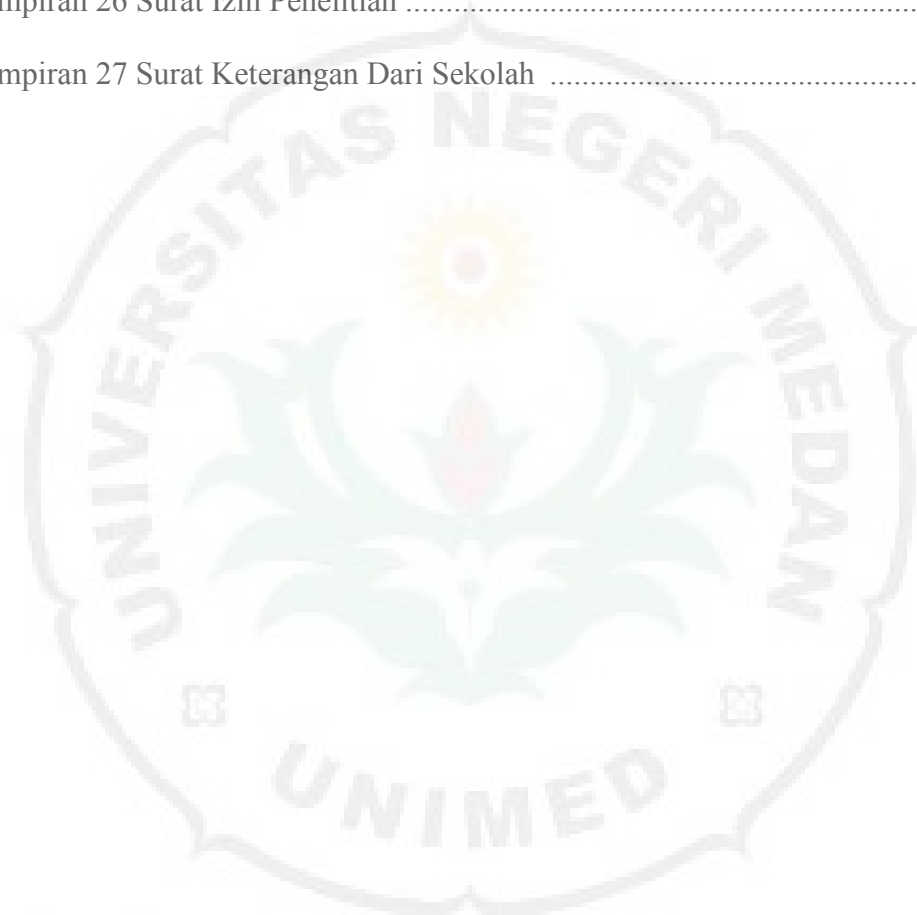 mpiran 26 Surat Izin Penelitian ................................................................
mpiran 27 Surat Keterangan Dari Sekolah ................................................
UNIVERSITAS NEGERI MEDAN
UNIMED